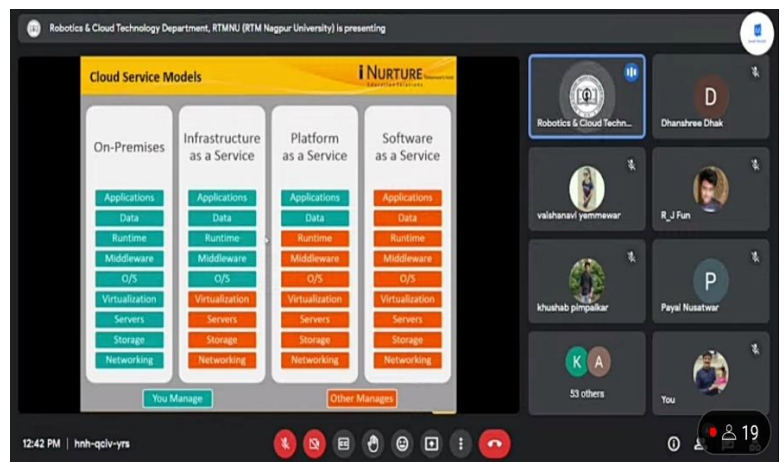 Robotics & Cloud Technology Department, RTMNU (RTM Nagpur University) is presenting
Cloud Service Models
iNURTURE
Education Solutions
On-Premises
Applications
Data
Runtime
Middleware
O/S
Virtualization
Servers
Storage
Networking
Infrastructure
as a Service
Applications
Data
Runtime
Middleware
O/S
Virtualization
Servers
Storage
Networking
Platform
as a Service
Applications
Data
Runtime
Middleware
O/S
Virtualization
Servers
Storage
Networking
Software
as a Service
Applications
Data
Runtime
Middleware
O/S
Virtualization
Servers
Storage
Networking
You Manage
Other Manages
Robotics & Cloud Techn...
D
Dhanshree Dhak
vaishanavi yemmewar
R_J Fun
khushab pimpalkar
P
Payal Nusatwar
K A
53 others
You
12:42 PM | hnh-qciv-yrs
19